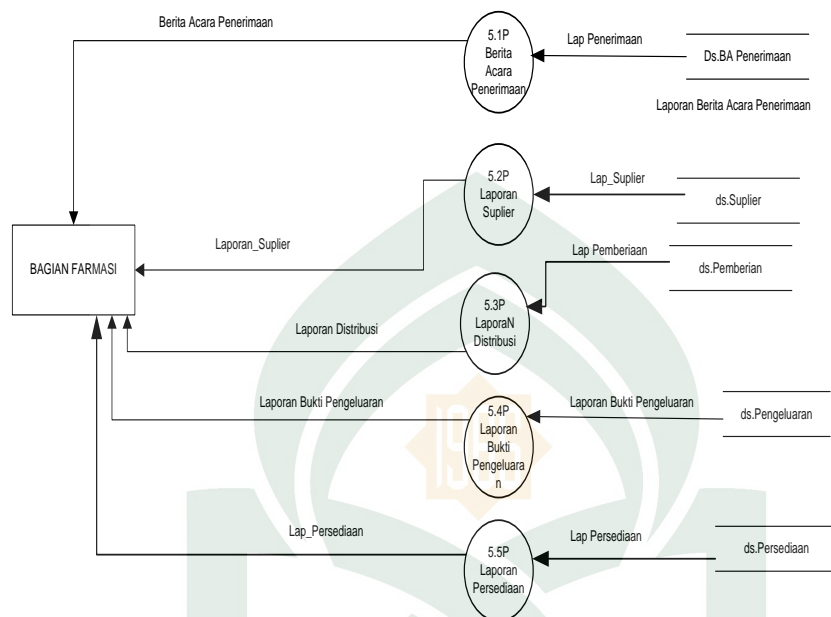 Berita Acara Penerimaan
5.1P
Berita
Acara
Penerimaan
Lap Penerimaan
Ds.BA Penerimaan
Laporan Berita Acara Penerimaan
5.2P
Laporan
Suplier
Lap_Suplier
ds.Suplier
Laporan_Suplier
BAGIAN FARMASI
Lap Pemberiaan
ds.Pemberian
5.3P
LaporaN
Distribusi
Laporan Distribusi
Laporan Bukti Pengeluaran
5.4P
Laporan
Bukti
Pengeluara
n
Laporan Bukti Pengeluaran
ds.Pengeluaran
Lap_Persediaan
5.5P
Laporan
Persediaan
Lap Persediaan
ds.Persediaan